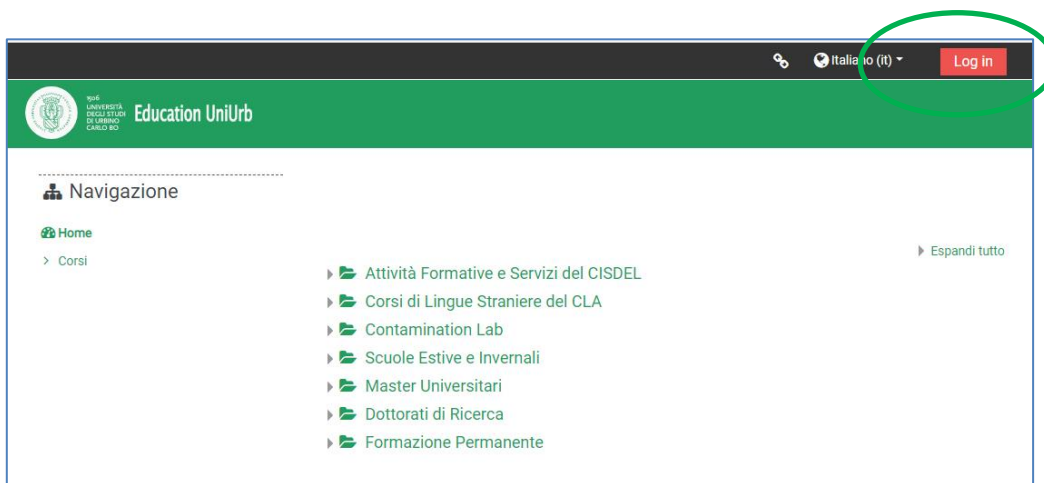 Italiano (it)
Log in
1506
UNIVERSITÀ
DEGLI STUDI
DI URBINO
CARLO BO
Education UniUrb
Navigazione
Home
> Corsi
Espandi tutto
Attività Formative e Servizi del CISDEL
Corsi di Lingue Straniere del CLA
Contamination Lab
Scuole Estive e Invernali
Master Universitari
Dottorati di Ricerca
Formazione Permanente